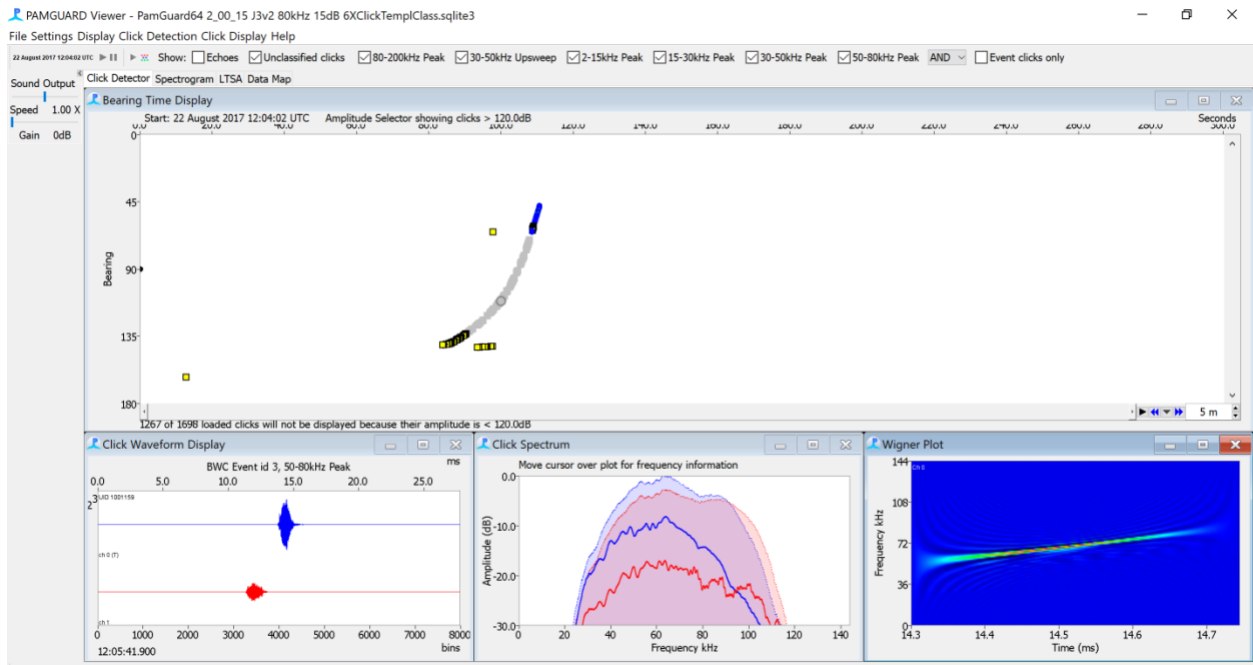 PAMGUARD Viewer - PamGuard64 2_00_15 J3v2 80kHz 15dB 6XClickTemplClass.sqlite3
File Settings Display Click Detection Click Display Help
22 August 2017 12:04:02 UTC Show: Echoes Unclassified clicks 80-200kHz Peak 30-50kHz Upsweep 2-15kHz Peak 15-30kHz Peak 30-50kHz Peak 50-80kHz Peak AND Event clicks only
Sound Output
Speed 1.00 X
Gain 0dB
Click Detector Spectrogram LTSA Data Map
Bearing Time Display
Start: 22 August 2017 12:04:02 UTC Amplitude Selector showing clicks > 120.0dB Seconds
0.0 20.0 40.0 60.0 80.0 100.0 120.0 140.0 160.0 180.0 200.0 220.0 240.0 260.0 280.0 300.0
0
45
90
135
180
Bearing
5 m
1267 of 1698 loaded clicks will not be displayed because their amplitude is < 120.0dB
Click Waveform Display
BWC Event id 3, 50-80kHz Peak ms
0.0 5.0 10.0 15.0 20.0 25.0
2 3 UID 1001159
ch 0 (T)
ch 1
0 1000 2000 3000 4000 5000 6000 7000 8000
12:05:41.900 bins
Click Spectrum
Move cursor over plot for frequency information
0.0
-10.0
-20.0
-30.0
Amplitude (dB)
0 20 40 60 80 100 120 140
Frequency kHz
Wigner Plot
Ch 0
144
108
72
36
0
Frequency kHz
14.3 14.4 14.5 14.6 14.7
Time (ms)